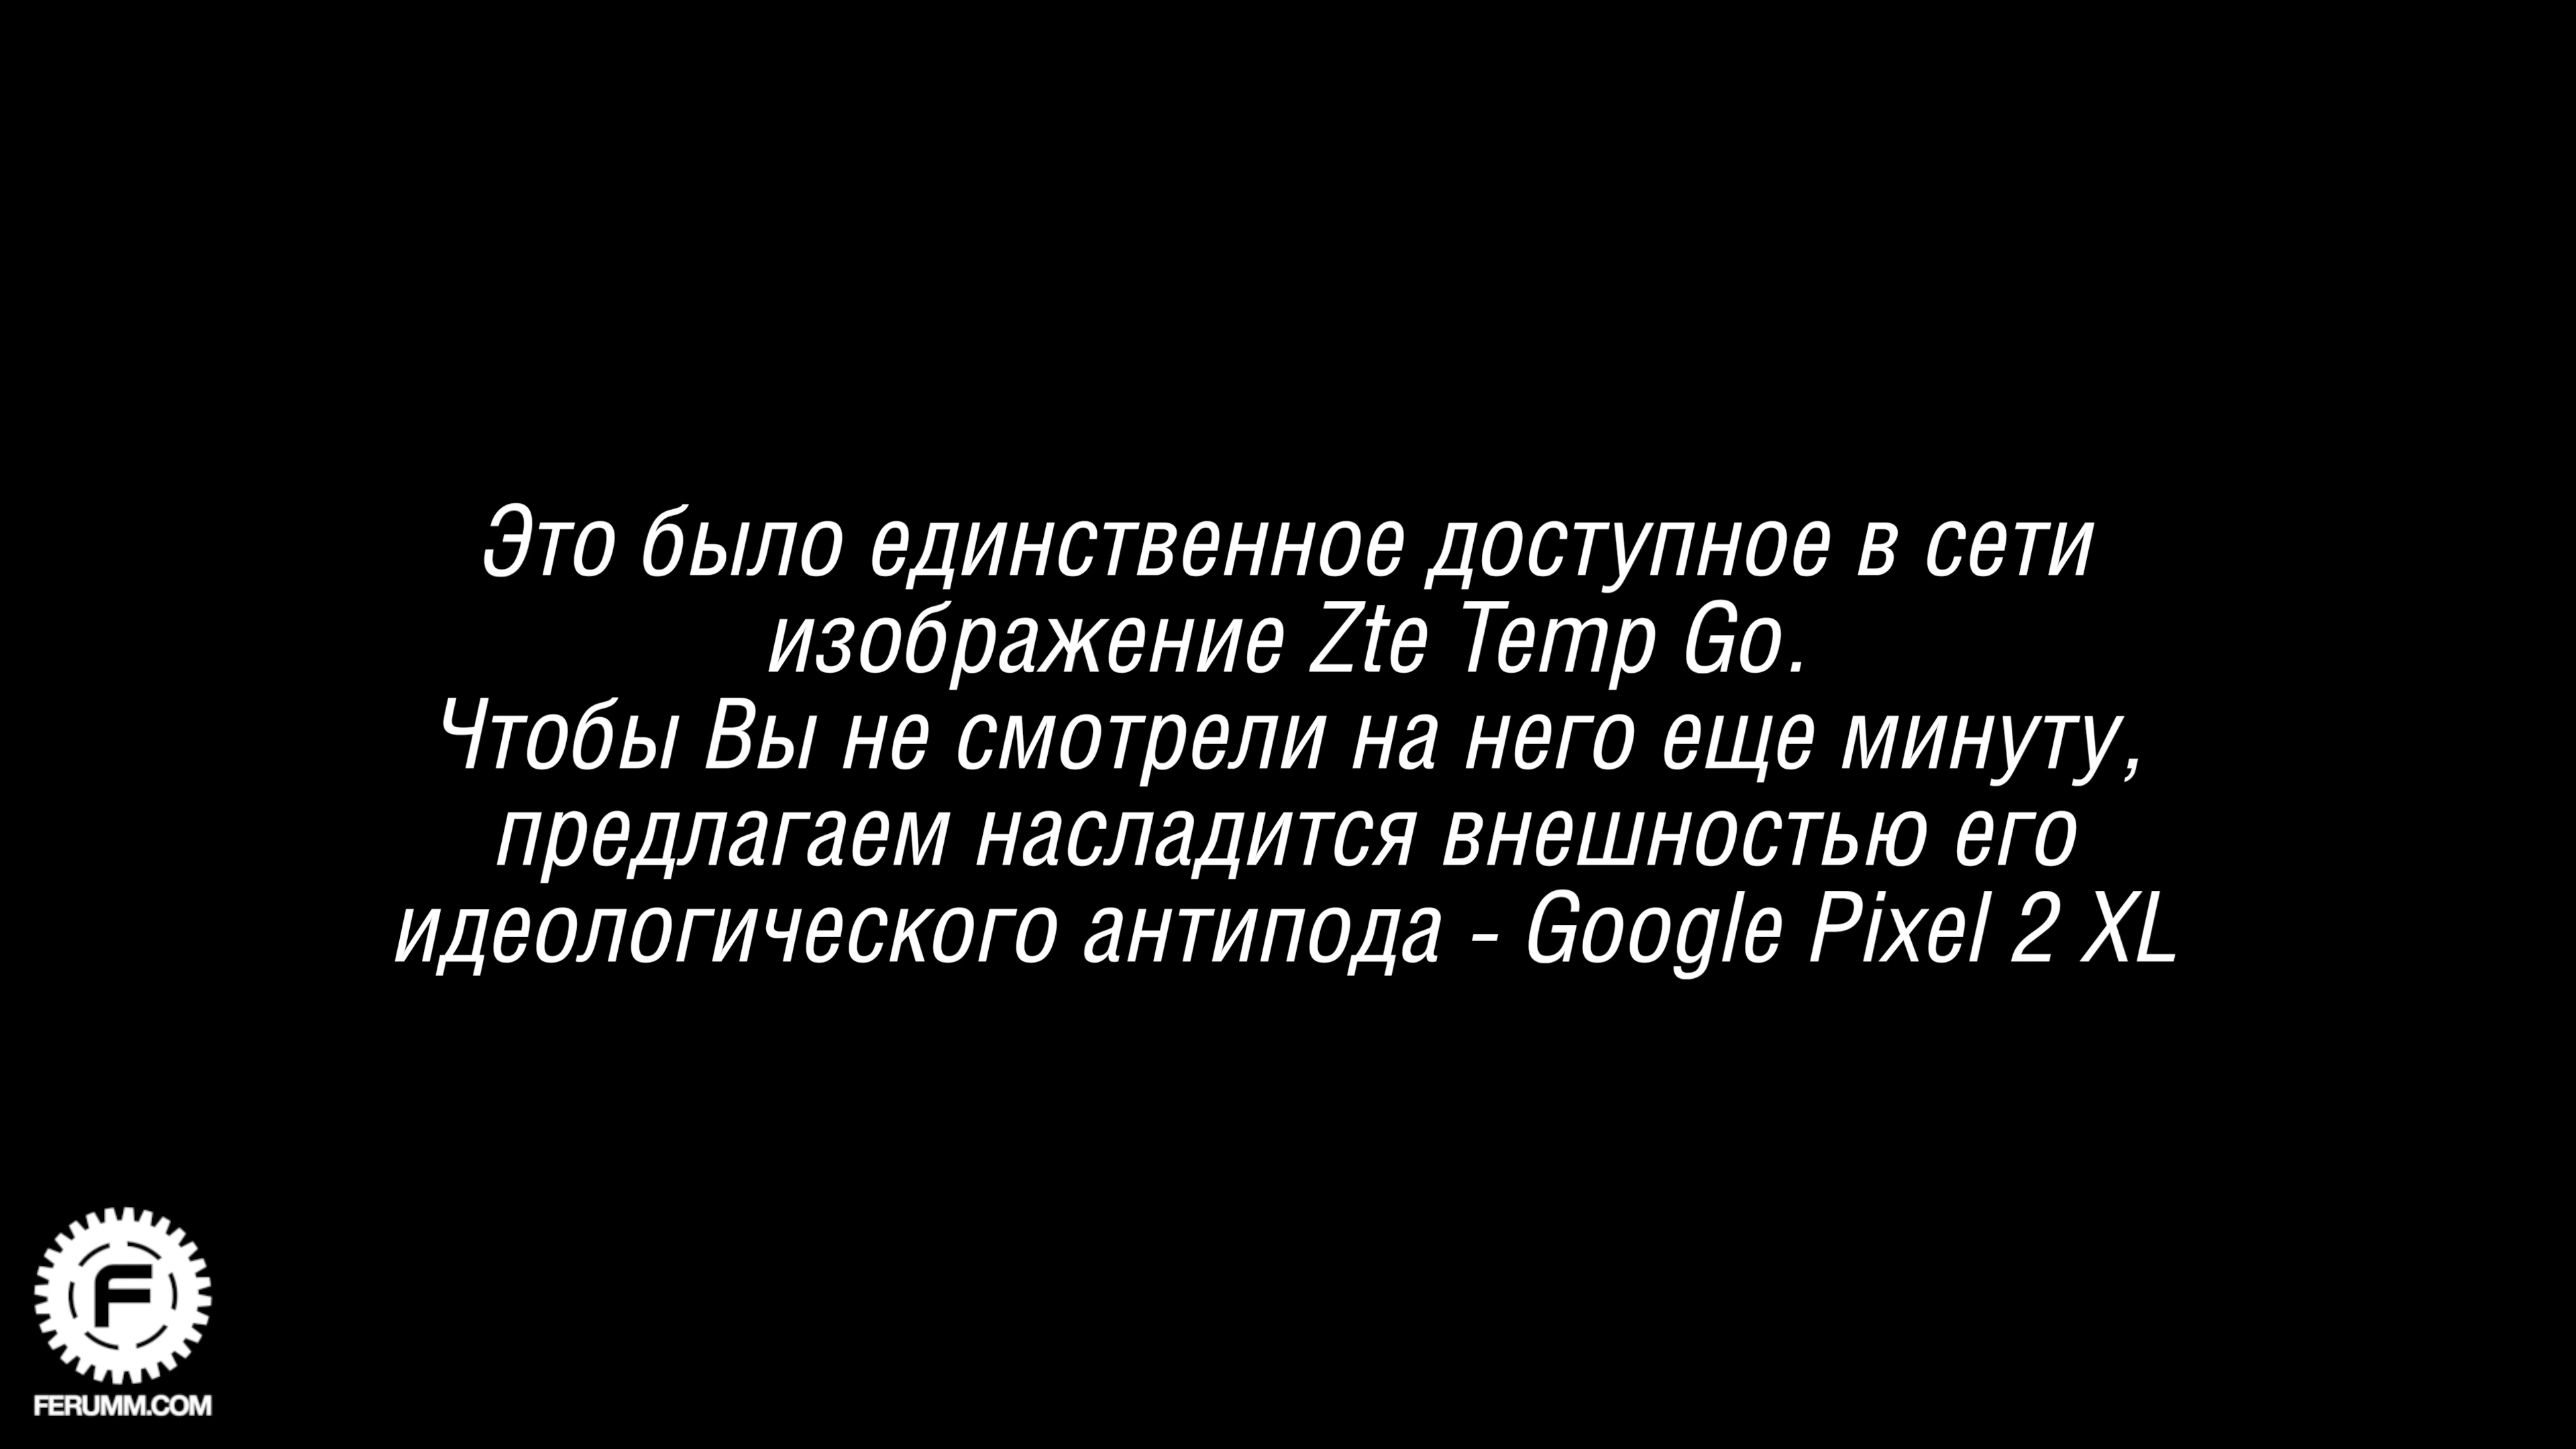 Это было единственное доступное в сети
изображение Zte Temp Go.
Чтобы Вы не смотрели на него еще минуту,
предлагаем насладится внешностью его
идеологического антипода - Google Pixel 2 XL
F
FERUMM.COM